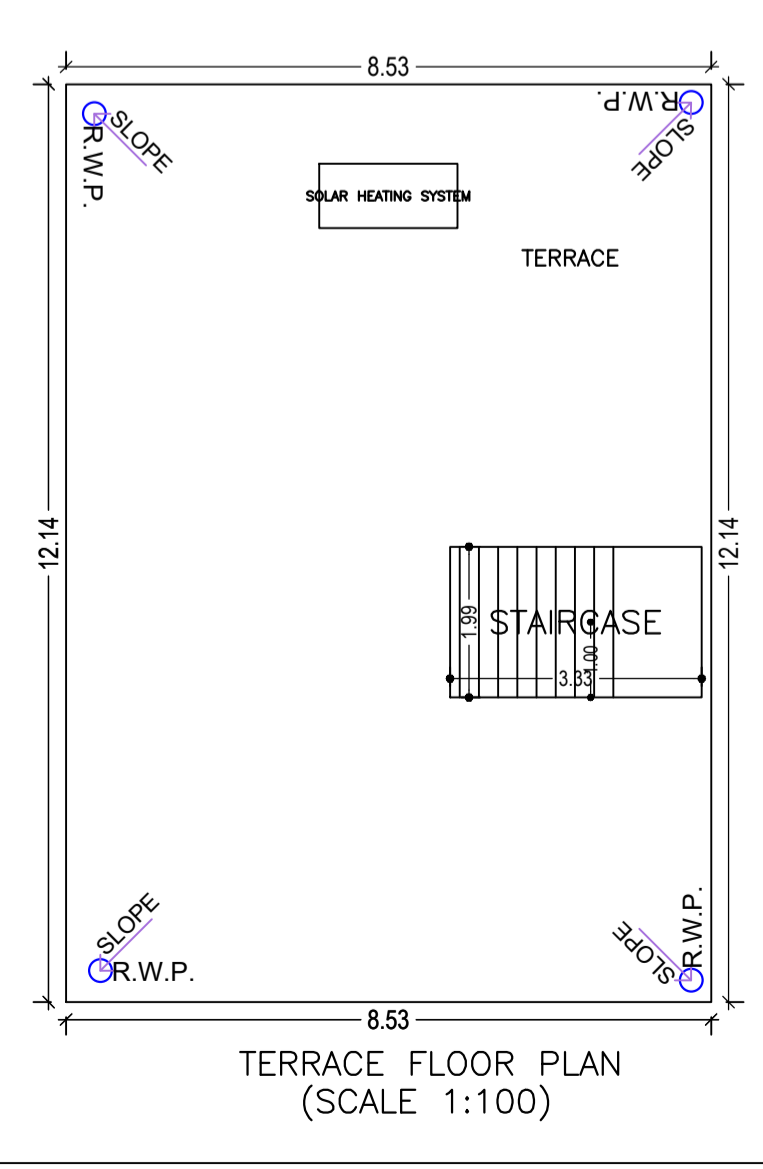 8.53
SLOPE
R.W.P.
R.W.P.
SLOPE
SOLAR HEATING SYSTEM
TERRACE
12.14
12.14
1.99
STAIRCASE
1.00
3.33
SLOPE
R.W.P.
SLOPE
R.W.P.
8.53
TERRACE FLOOR PLAN
(SCALE 1:100)